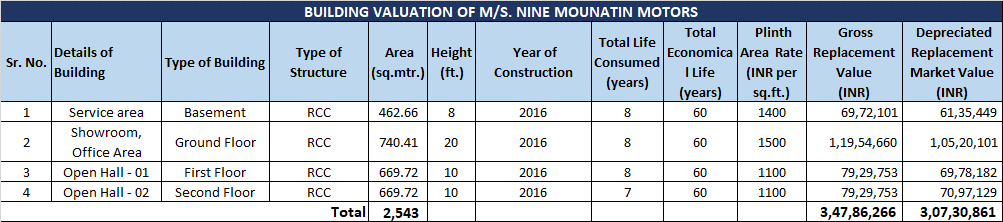 BUILDING VALUATION OF M/S. NINE MOUNATIN MOTORS
Sr. No. Details of Building Type of Building Type of Structure Area (sq.mtr.) Height (ft.) Year of Construction Total Life Consumed (years) Total Economica l Life (years) Plinth Area Rate (INR per sq.ft.) Gross Replacement Value (INR) Depreciated Replacement Market Value (INR)
1 Service area Basement RCC 462.66 8 2016 8 60 1400 69,72,101 61,35,449
2 Showroom, Office Area Ground Floor RCC 740.41 20 2016 8 60 1500 1,19,54,660 1,05,20,101
3 Open Hall - 01 First Floor RCC 669.72 10 2016 8 60 1100 79,29,753 69,78,182
4 Open Hall - 02 Second Floor RCC 669.72 10 2016 7 60 1100 79,29,753 70,97,129
Total 2,543 3,47,86,266 3,07,30,861